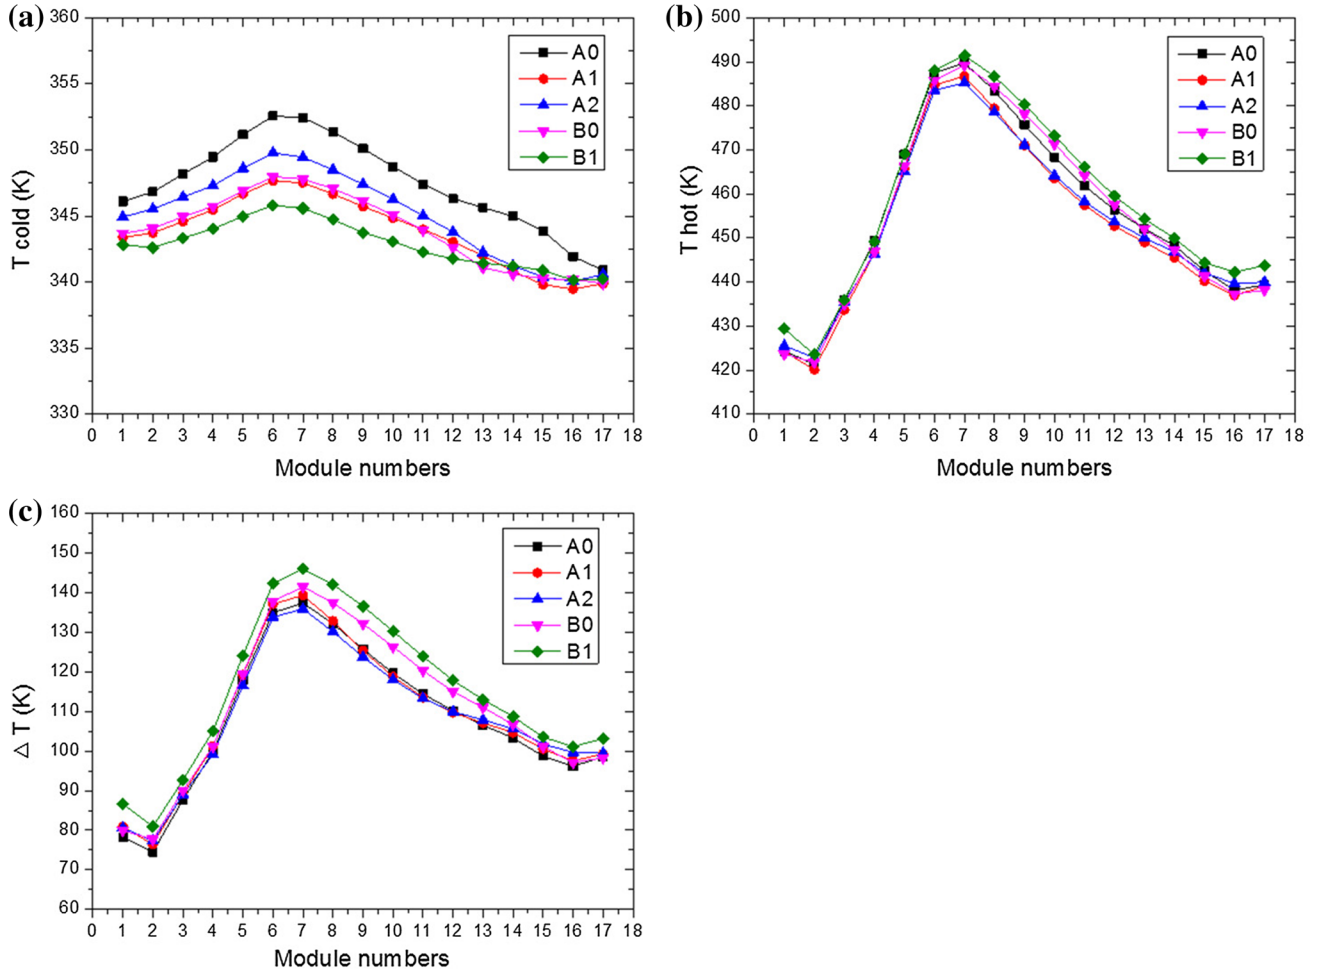 (a)
360
355
350
345
340
335
330
T cold (K)
A0
A1
A2
B0
B1
0 1 2 3 4 5 6 7 8 9 10 11 12 13 14 15 16 17 18
Module numbers
(b)
500
490
480
470
460
450
440
430
420
410
T hot (K)
A0
A1
A2
B0
B1
0 1 2 3 4 5 6 7 8 9 10 11 12 13 14 15 16 17 18
Module numbers
(c)
160
150
140
130
120
110
100
90
80
70
60
△ T (K)
A0
A1
A2
B0
B1
0 1 2 3 4 5 6 7 8 9 10 11 12 13 14 15 16 17 18
Module numbers